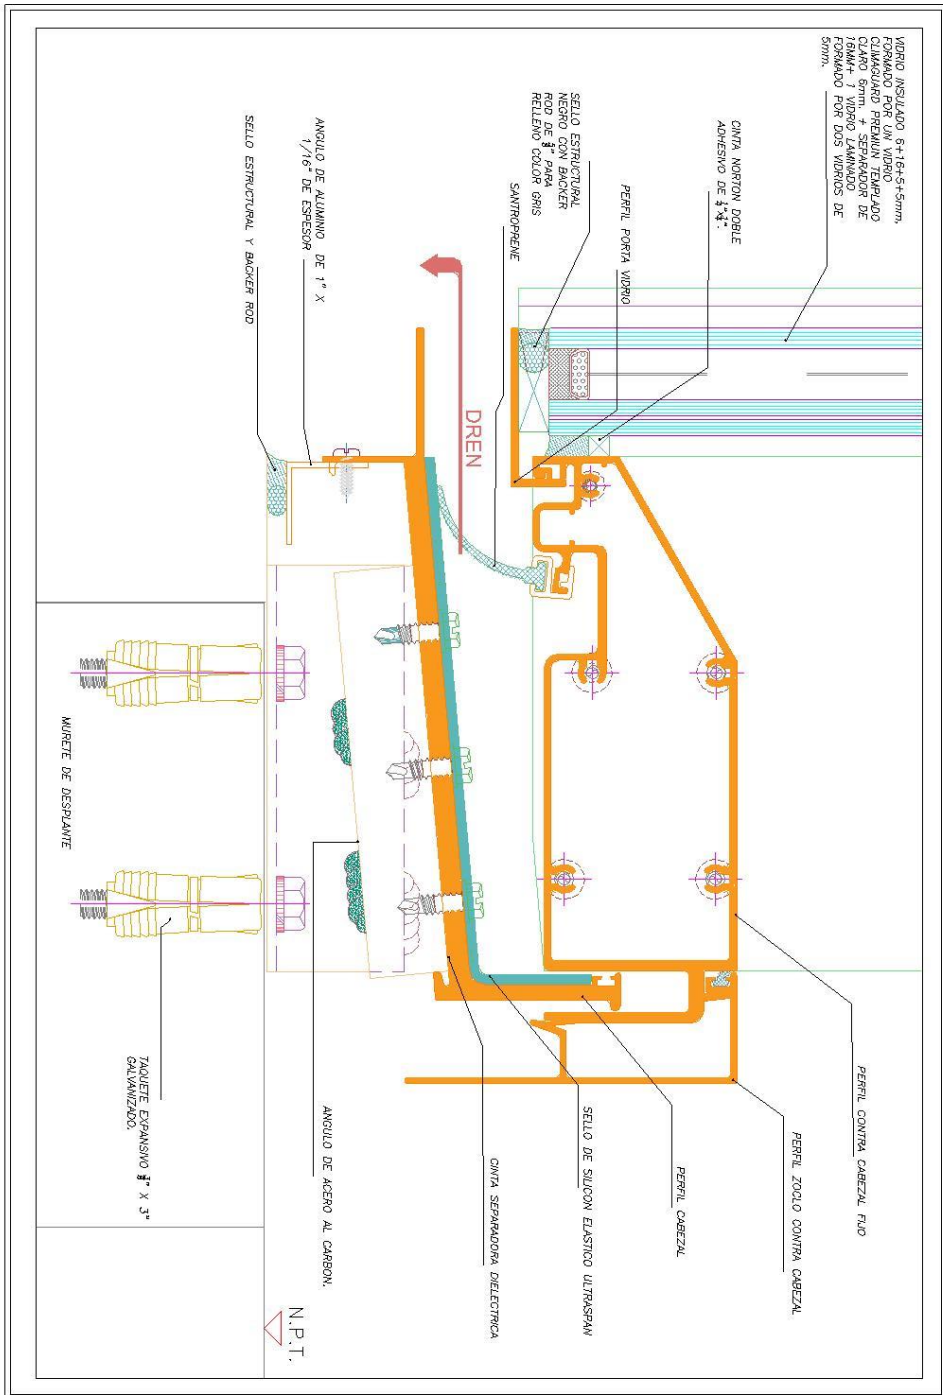 VIDRIO INSULADO 6+16+5+5mm,
FORMADO POR UN VIDRIO
CLIMAGUARD PREMIUN TEMPLADO
CLARO 6mm. + SEPARADOR DE
16MM+ 1 VIDRIO LAMINADO
FORMADO POR DOS VIDRIOS DE
5mm.
CINTA NORTON DOBLE
ADHESIVO DE
PERFIL PORTA VIDRIO
SELLO ESTRUCTURAL
NEGRO CON BACKER
ROD DE PARA
RELLENO COLOR GRIS
SANTROPRENE
ANGULO DE ALUMINIO DE 1" X
1/16" DE ESPESOR
SELLO ESTRUCTURAL Y BACKER ROD
DREN
MURETE DE DESPLANTE
PERFIL CONTRA CABEZAL FIJO
PERFIL ZOCLO CONTRA CABEZAL
PERFIL CABEZAL
SELLO DE SILICON ELASTICO ULTRASPAN
CINTA SEPARADORA DIELECTRICA
ANGULO DE ACERO AL CARBON.
TAQUETE EXPANSIVO X 3"
GALVANIZADO.
N.P.T.